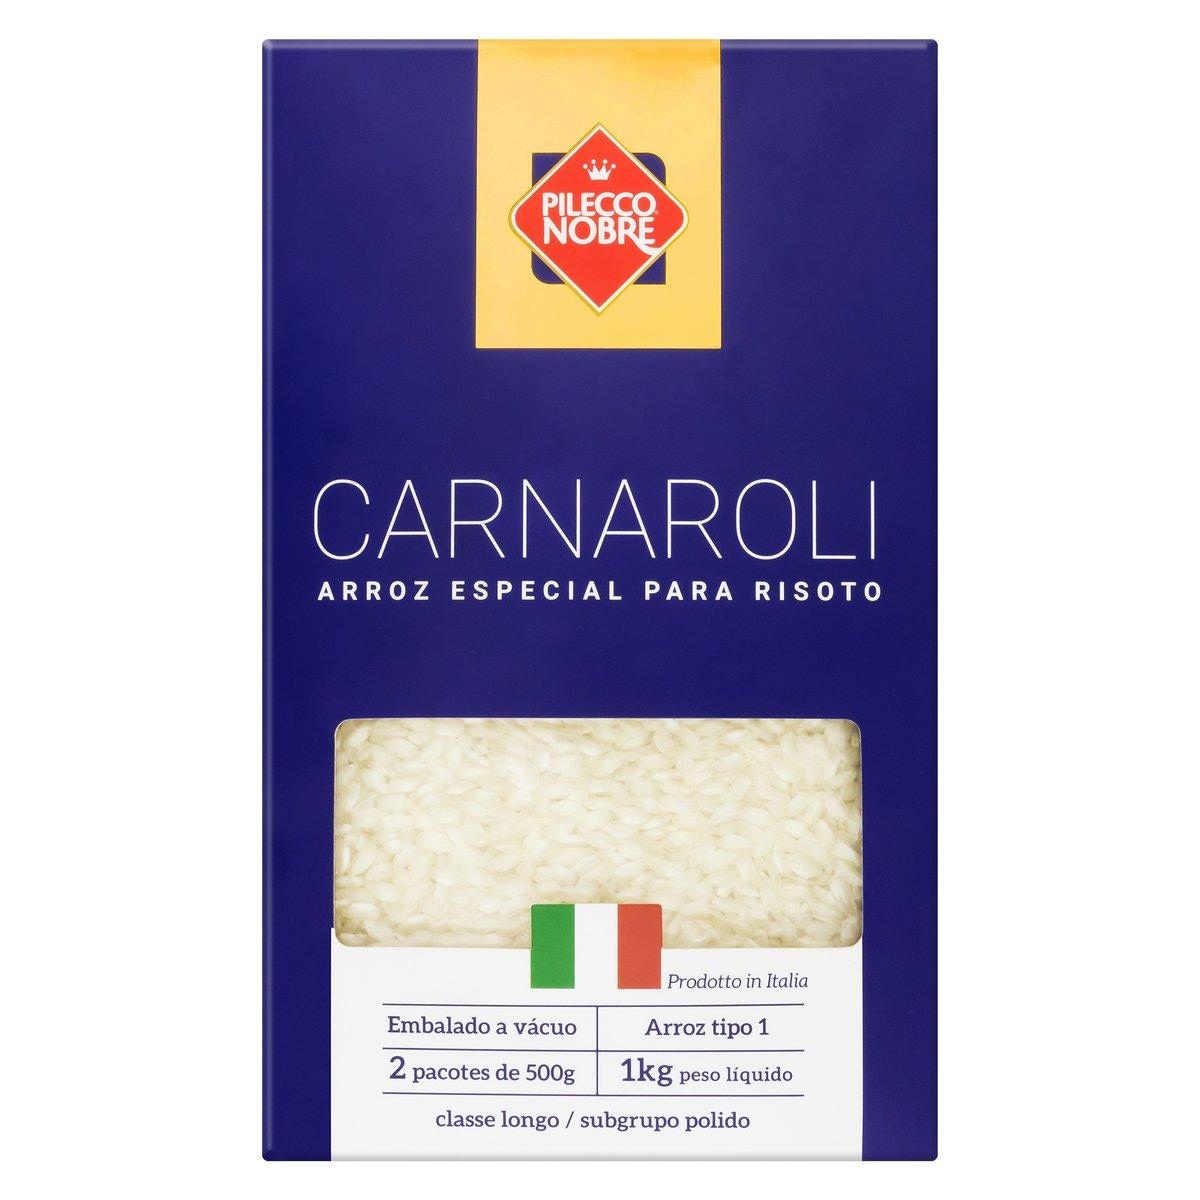 PILECCO
NOBRE
CARNAROLI
ARROZ ESPECIAL PARA RISOTO
Prodotto in Italia
Embalado a vácuo
Arroz tipo 1
2 pacotes de 500g
1kg peso líquido
classe longo / subgrupo polido